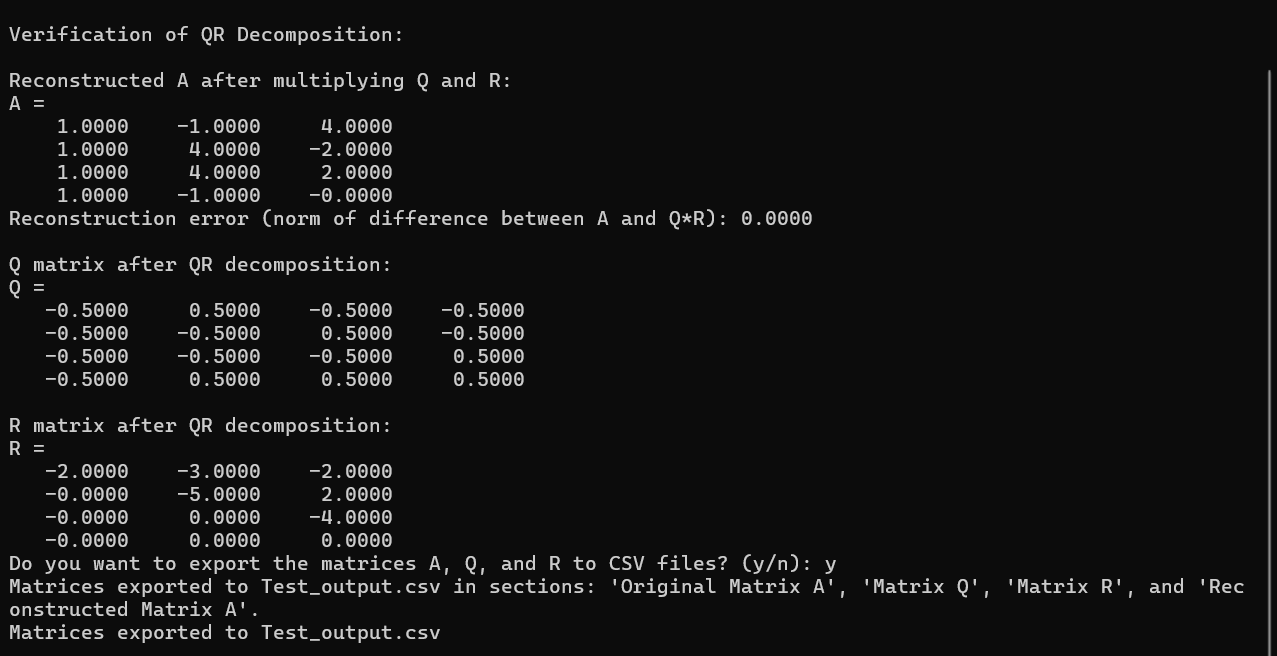 Verification of QR Decomposition:
Reconstructed A after multiplying Q and R:
A =
1.0000 -1.0000 4.0000
1.0000 4.0000 -2.0000
1.0000 4.0000 2.0000
1.0000 -1.0000 -0.0000
Reconstruction error (norm of difference between A and Q*R): 0.0000
Q matrix after QR decomposition:
Q =
-0.5000 0.5000 -0.5000 -0.5000
-0.5000 -0.5000 0.5000 -0.5000
-0.5000 -0.5000 -0.5000 0.5000
-0.5000 0.5000 0.5000 0.5000
R matrix after QR decomposition:
R =
-2.0000 -3.0000 -2.0000
-0.0000 -5.0000 2.0000
-0.0000 0.0000 -4.0000
-0.0000 0.0000 0.0000
Do you want to export the matrices A, Q, and R to CSV files? (y/n): y
Matrices exported to Test_output.csv in sections: 'Original Matrix A', 'Matrix Q', 'Matrix R', and 'Rec
onstructed Matrix A'.
Matrices exported to Test_output.csv